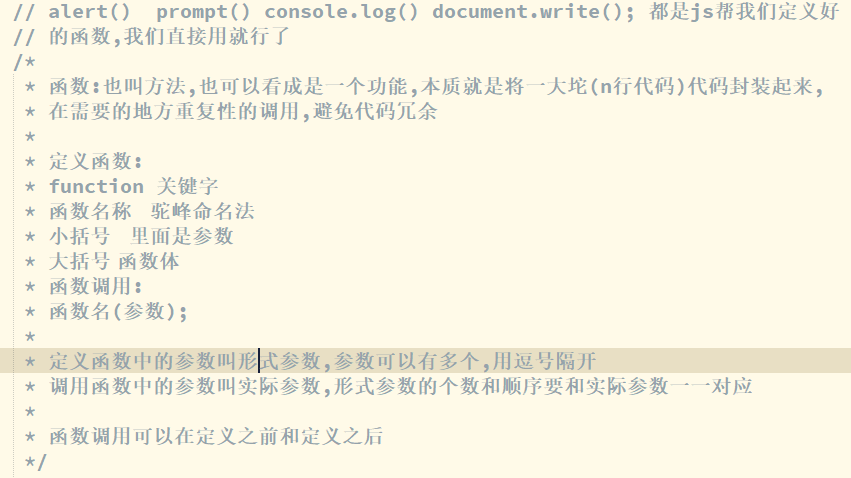 // alert()  prompt() console.log() document.write(); 都是js帮我们定义好
// 的函数,我们直接用就行了
/*
* 函数:也叫方法,也可以看成是一个功能,本质就是将一大坨(n行代码)代码封装起来,
* 在需要的地方重复性的调用,避免代码冗余
*
* 定义函数:
* function 关键字
* 函数名称  驼峰命名法
* 小括号  里面是参数
* 大括号 函数体
* 函数调用:
* 函数名(参数);
*
* 定义函数中的参数叫形式参数,参数可以有多个,用逗号隔开
* 调用函数中的参数叫实际参数,形式参数的个数和顺序要和实际参数一一对应
*
* 函数调用可以在定义之前和定义之后
*/